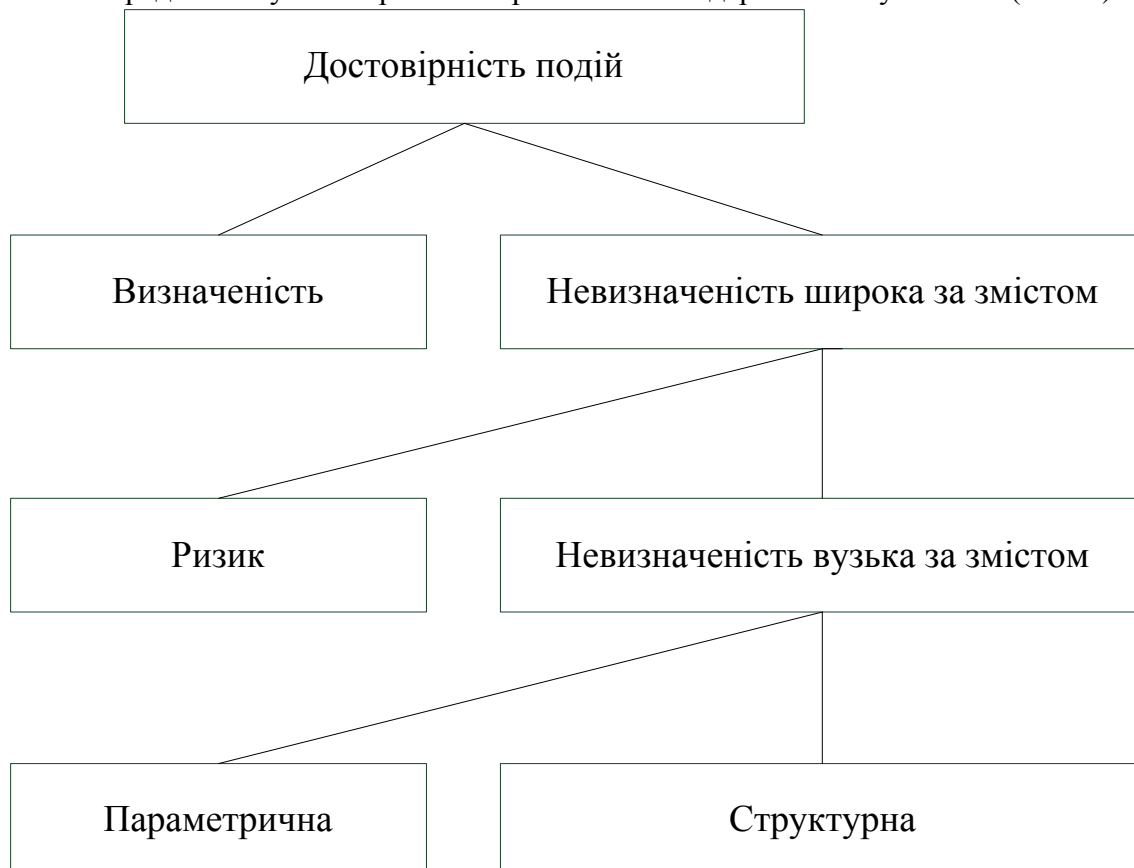 Достовірність подій
Визначеність
Невизначеність широка за змістом
Ризик
Невизначеність вузька за змістом
Параметрична
Структурна